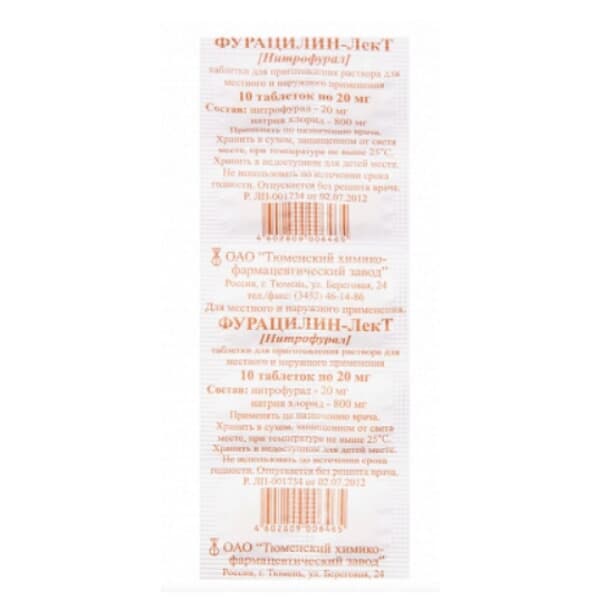 ФУРАЦИЛИН-ЛекТ
[Нитрофурал]
таблетки для приготовления раствора для
местного и наружного применения
10 таблеток по 20 мг
Состав: нитрофурал - 20 мг
натрия хлорид - 800 мг
Применять по назначению врача.
Хранить в сухом, защищенном от света
месте, при температуре не выше 25°С.
Хранить в недоступном для детей месте.
Не использовать по истечении срока
годности. Отпускается без рецепта врача.
Р. ЛП-001734 от 02.07.2012
4 602809 006465
ОАО "Тюменский химико-
фармацевтический завод"
Россия, г. Тюмень, ул. Береговая, 24
тел./факс: (3452) 46-14-86
Для местного и наружного применения.
ФУРАЦИЛИН-ЛекТ
[Нитрофурал]
таблетки для приготовления раствора для
местного и наружного применения
10 таблеток по 20 мг
Состав: нитрофурал - 20 мг
натрия хлорид - 800 мг
Применять по назначению врача.
Хранить в сухом, защищенном от света
месте, при температуре не выше 25°С.
Хранить в недоступном для детей месте.
Не использовать по истечении срока
годности. Отпускается без рецепта врача.
Р. ЛП-001734 от 02.07.2012
4 602809 006465
ОАО "Тюменский химико-
фармацевтический завод"
Россия, г. Тюмень, ул. Береговая, 24